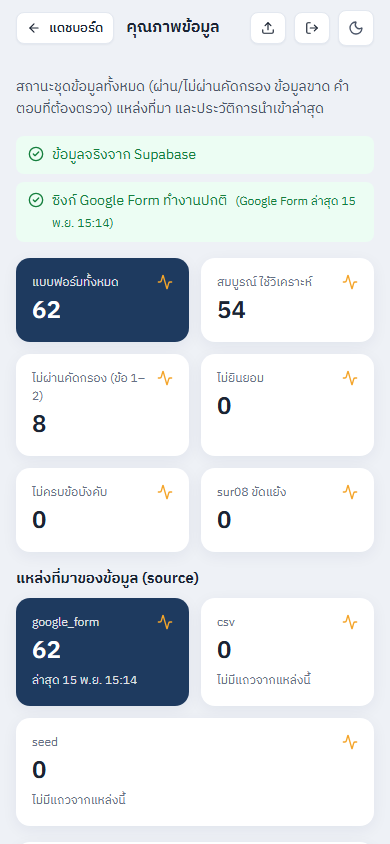 แดชบอร์ด
คุณภาพข้อมูล
สถานะชุดข้อมูลทั้งหมด (ผ่าน/ไม่ผ่านคัดกรอง ข้อมูลขาด คำ
ตอบที่ต้องตรวจ) แหล่งที่มา และประวัติการนำเข้าล่าสุด
ข้อมูลจริงจาก Supabase
ซิงก์ Google Form ทำงานปกติ (Google Form ล่าสุด 15
พ.ย. 15:14)
แบบฟอร์มทั้งหมด
62
สมบูรณ์ ใช้วิเคราะห์
54
ไม่ผ่านคัดกรอง (ข้อ 1–
2)
8
ไม่ยินยอม
0
ไม่ครบข้อบังคับ
0
sur08 ขัดแย้ง
0
แหล่งที่มาของข้อมูล (source)
google_form
62
ล่าสุด 15 พ.ย. 15:14
csv
0
ไม่มีแถวจากแหล่งนี้
seed
0
ไม่มีแถวจากแหล่งนี้